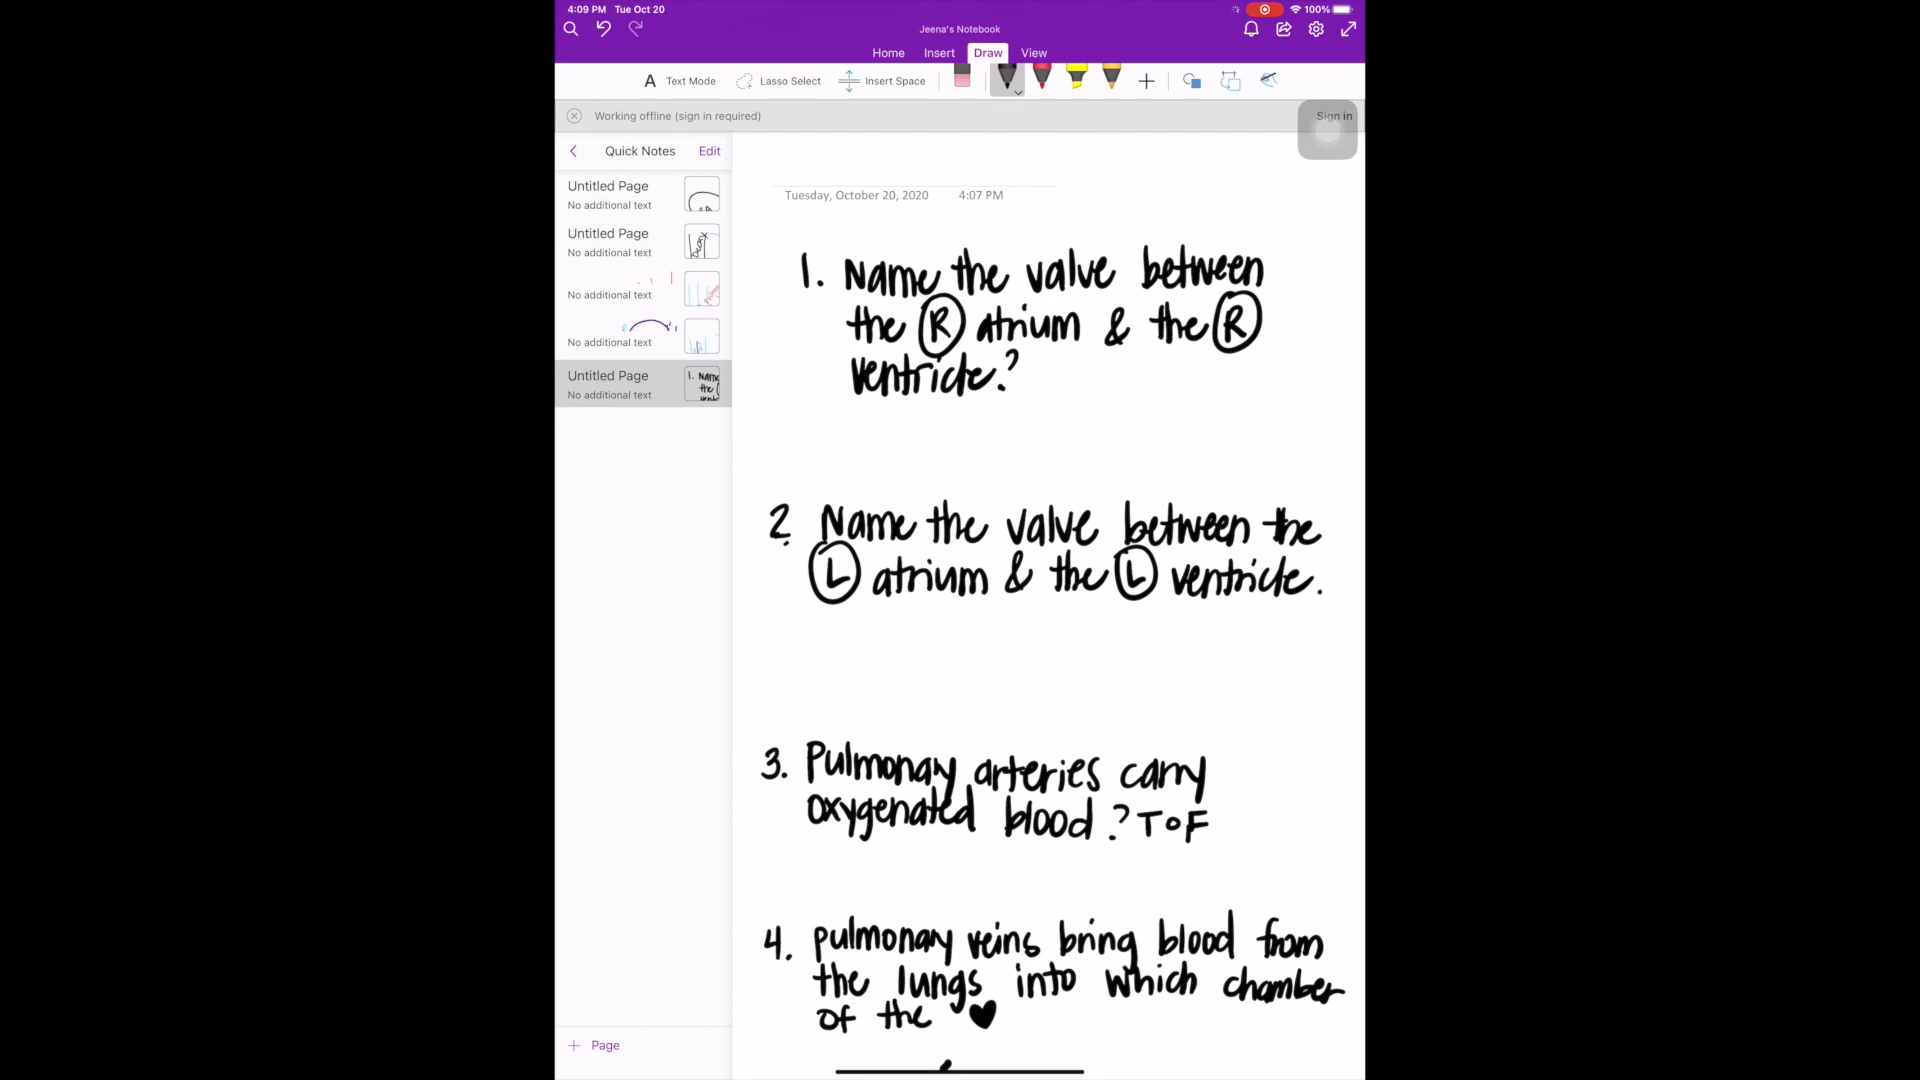 4:09 PM Tue Oct 20
100%
Jeena's Notebook
Home Insert Draw View
A Text Mode Lasso Select Insert Space
Working offline (sign in required) Sign in
Quick Notes Edit
Untitled Page
No additional text
Untitled Page
No additional text
No additional text
No additional text
Untitled Page
No additional text
Page
Tuesday, October 20, 2020 4:07 PM
1. Name the valve between
the R atrium & the R
ventricle.?
2. Name the valve between the
L atrium & the L ventricle.
3. Pulmonay arteries carry
oxygenated blood? T o F
4. pulmonary veins bring blood from
the lungs into which chamber
of the ♥